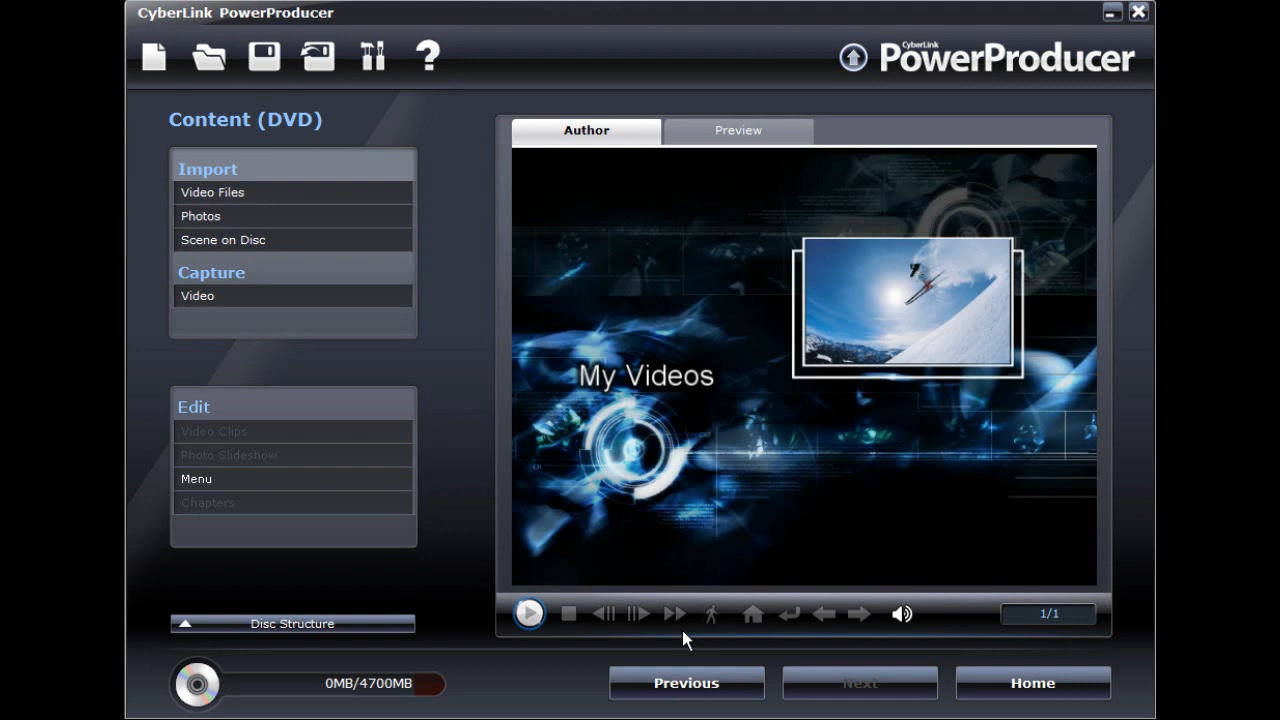 CyberLink PowerProducer
CyberLink
PowerProducer
Content (DVD)
Import
Video Files
Photos
Scene on Disc
Capture
Video
Edit
Video Clips
Photo Slideshow
Menu
Chapters
Disc Structure
0MB/4700MB
Author
Preview
My Videos
1/1
Previous
Next
Home